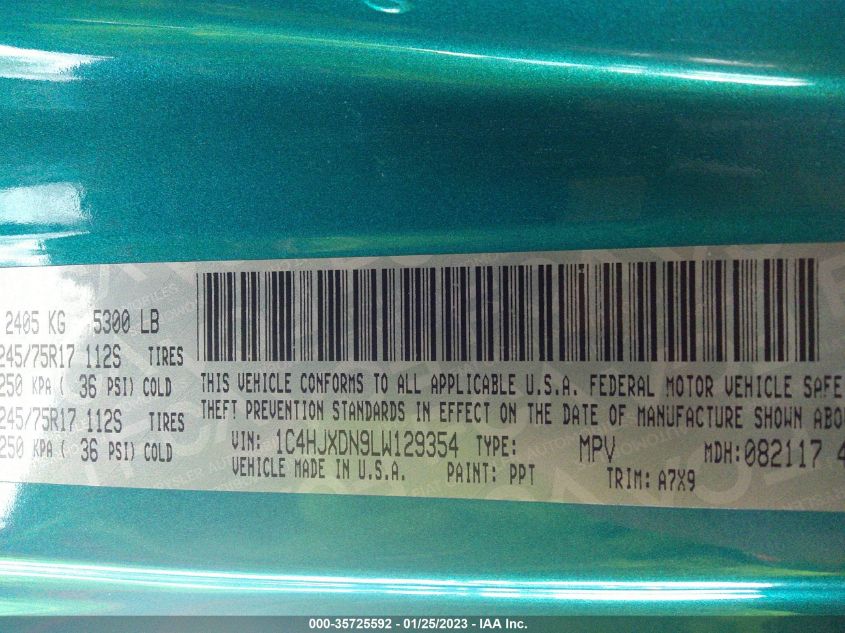 2405 KG 5300 LB
245/75R17 112S TIRES
250 KPA ( 36 PSI) COLD
245/75R17 112S TIRES
250 KPA ( 36 PSI) COLD
THIS VEHICLE CONFORMS TO ALL APPLICABLE U.S.A. FEDERAL MOTOR VEHICLE SAFE
THEFT PREVENTION STANDARDS IN EFFECT ON THE DATE OF MANUFACTURE SHOWN ABO
VIN: 1C4HJXDN9LW129354 TYPE: MPV MDH:082117 4
VEHICLE MADE IN U.S.A. PAINT: PPT TRIM: A7X9
000-35725592 - 01/25/2023 - IAA Inc.